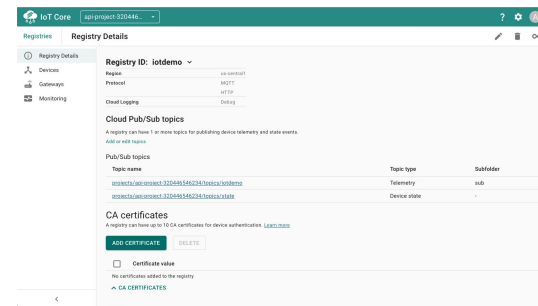 IoT Core
api-project-320446...
?
Registries
Registry Details
Registry Details
Devices
Gateways
Monitoring
Registry ID: iotdemo
Region us-central1
Protocol MQTT
HTTP
Cloud Logging Debug
Cloud Pub/Sub topics
A registry can have 1 or more topics for publishing device telemetry and state events.
Add or edit topics
Pub/Sub topics
Topic name Topic type Subfolder
projects/api-project-320446546234/topics/iotdemo Telemetry sub
projects/api-project-320446546234/topics/state Device state -
CA certificates
A registry can have up to 10 CA certificates for device authentication. Learn more
ADD CERTIFICATE DELETE
Certificate value
No certificates added to the registry
CA CERTIFICATES